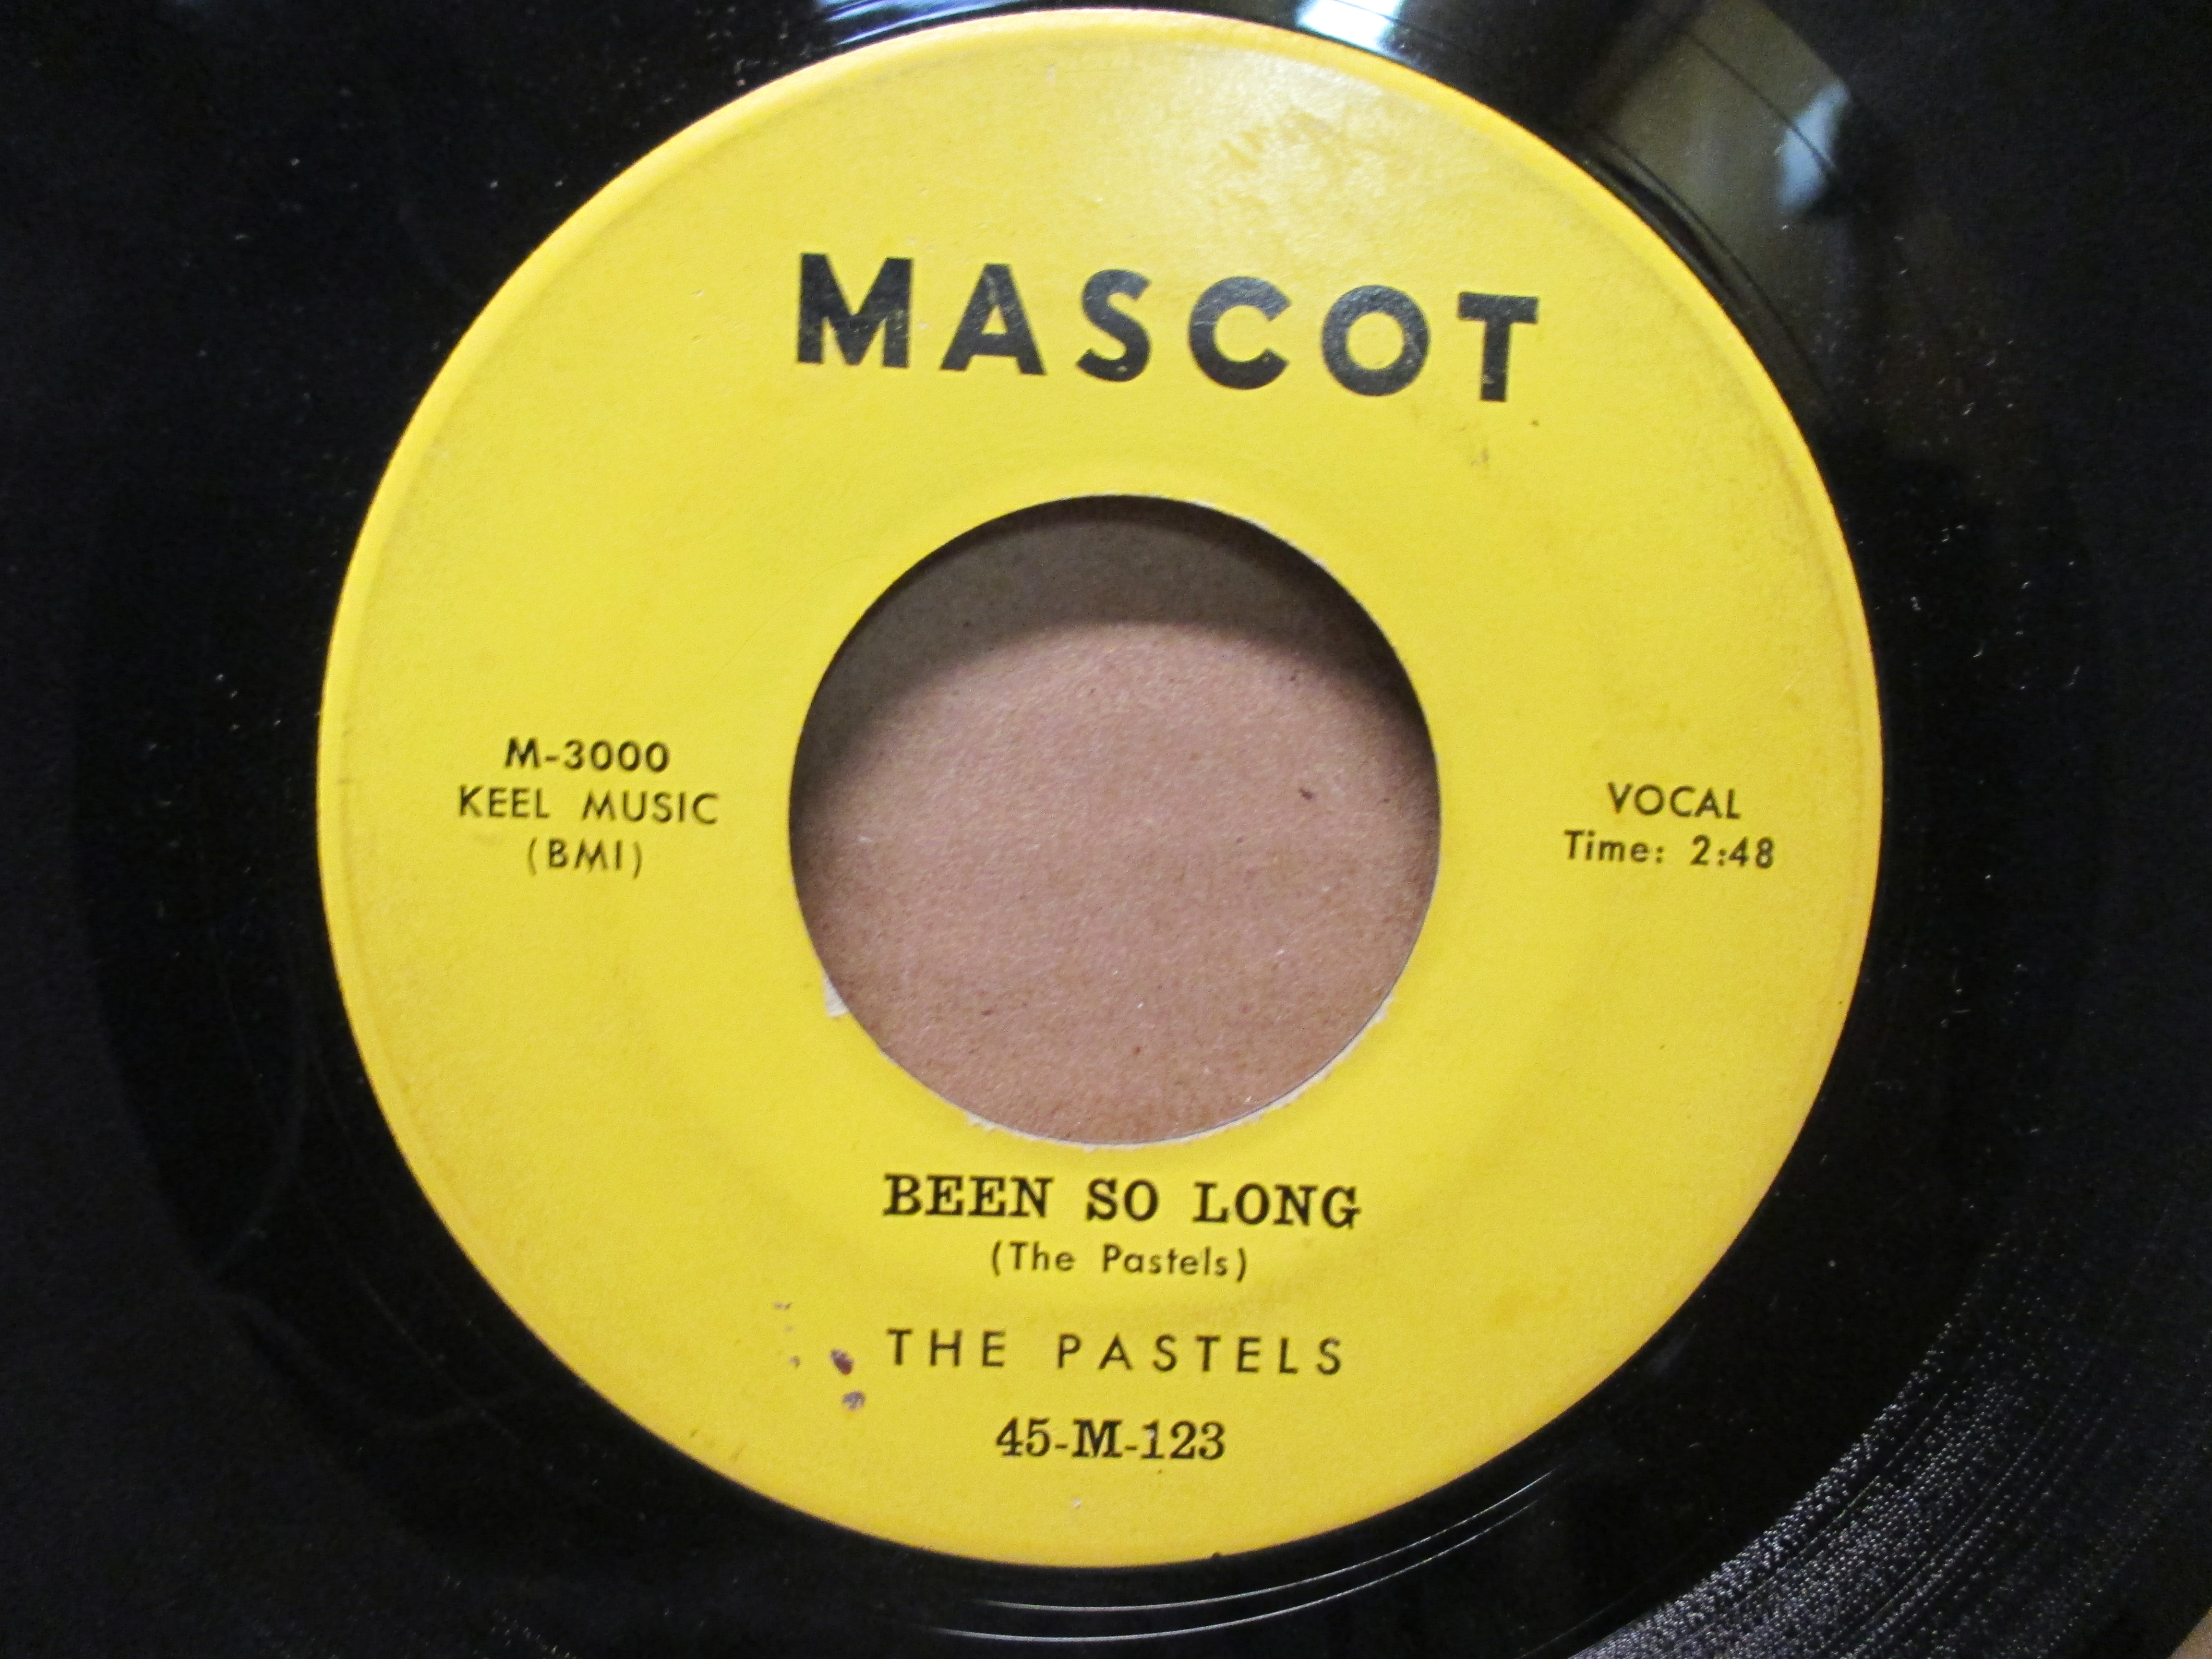 MASCOT
M-3000
KEEL MUSIC
(BMI)
VOCAL
Time: 2:48
BEEN SO LONG
(The Pastels)
THE PASTELS
45-M-123